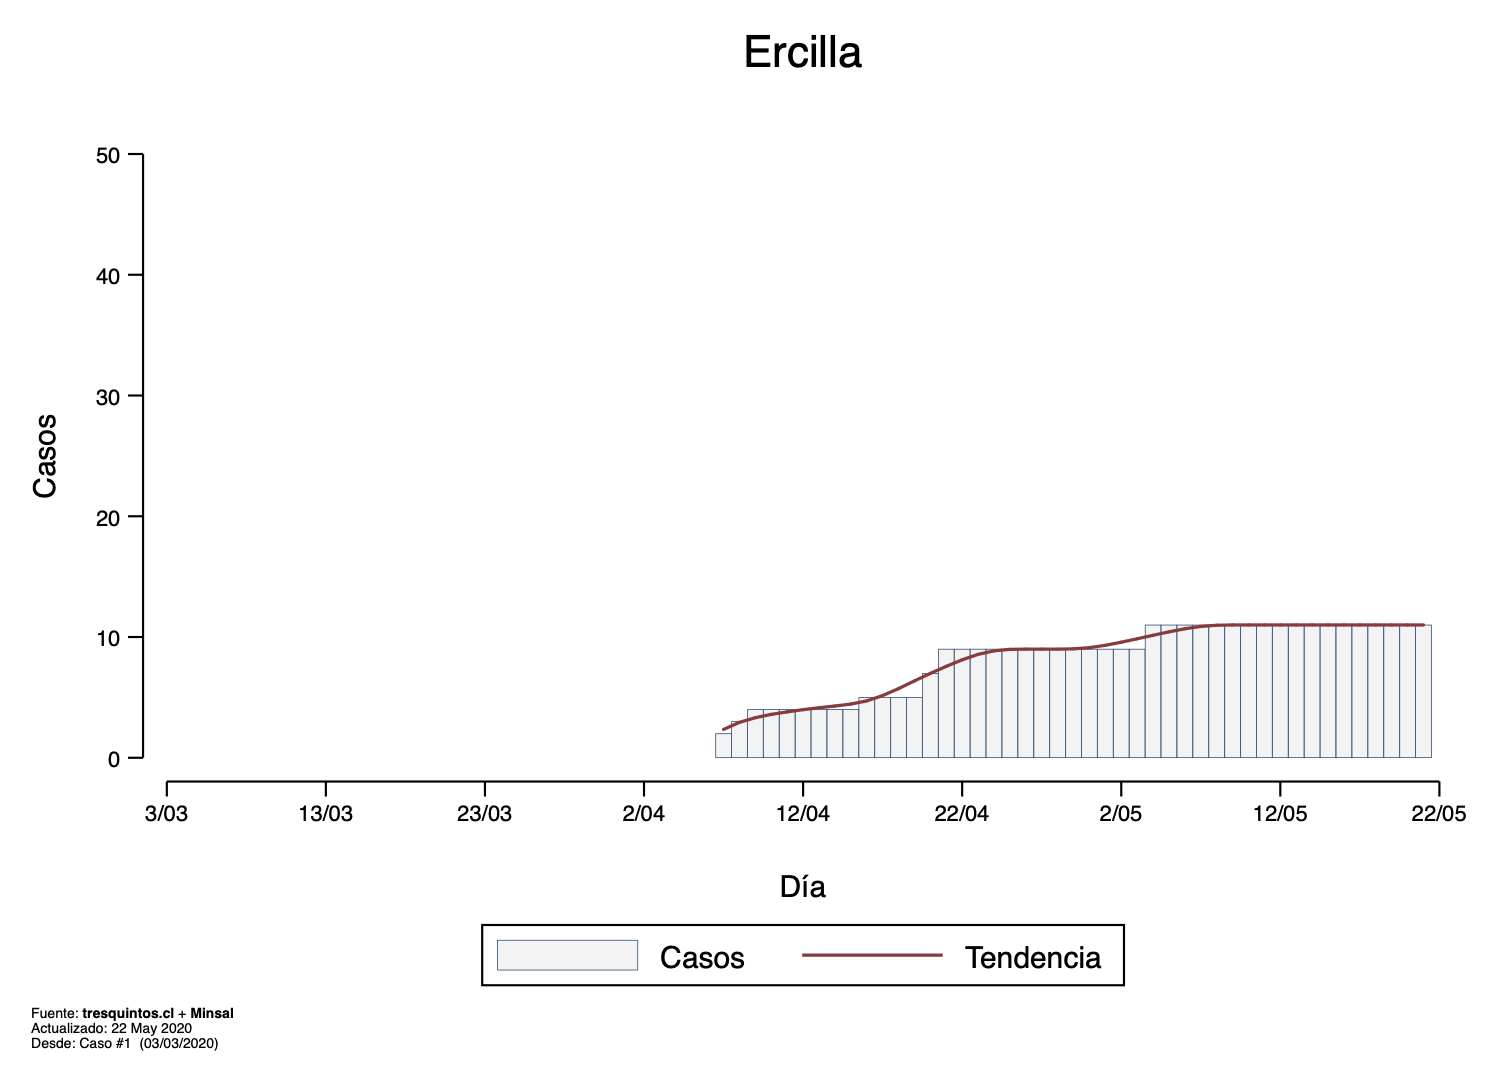 Ercilla
50
40
30
20
10
0
Casos
3/03 13/03 23/03 2/04 12/04 22/04 2/05 12/05 22/05
Día
Casos Tendencia
Fuente: tresquintos.cl + Minsal
Actualizado: 22 May 2020
Desde: Caso #1 (03/03/2020)